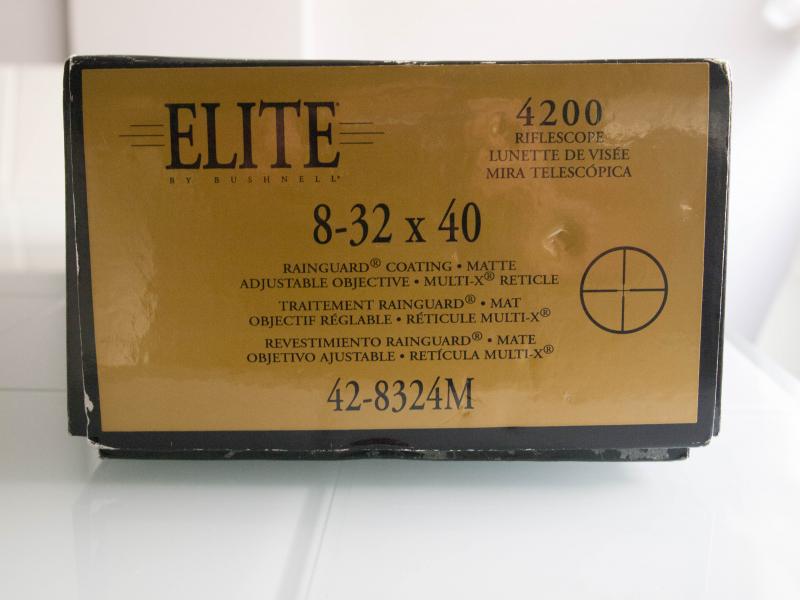 ELITE
BY BUSHNELL®
4200
RIFLESCOPE
LUNETTE DE VISÉE
MIRA TELESCÓPICA
8-32 x 40
RAINGUARD® COATING • MATTE
ADJUSTABLE OBJECTIVE • MULTI-X® RETICLE
TRAITEMENT RAINGUARD® • MAT
OBJECTIF RÉGLABLE • RÉTICULE MULTI-X®
REVESTIMIENTO RAINGUARD® • MATE
OBJETIVO AJUSTABLE • RETÍCULA MULTI-X®
42-8324M